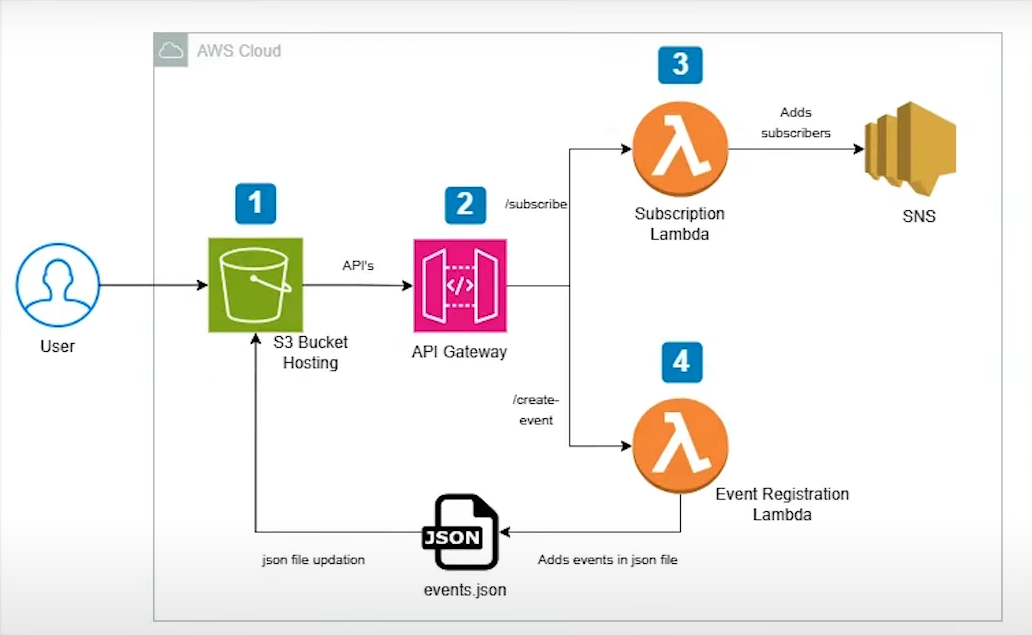 AWS Cloud
3
Adds
subscribers
1
2
/subscribe
Subscription
Lambda
SNS
API's
</>
User
S3 Bucket
Hosting
API Gateway
4
/create-
event
Event Registration
Lambda
JSON
json file updation
Adds events in json file
events.json